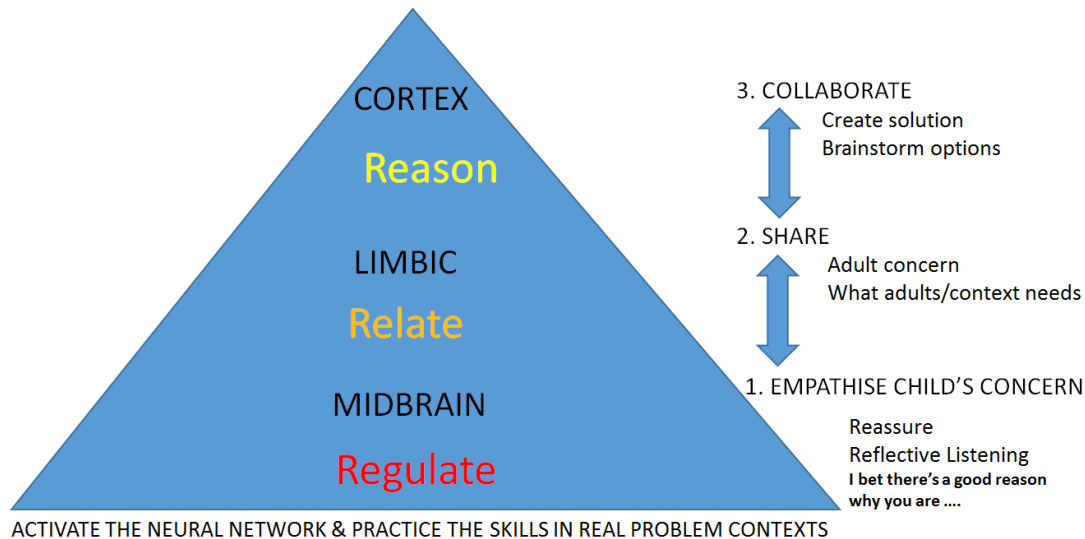 CORTEX
Reason
LIMBIC
Relate
MIDBRAIN
Regulate
3. COLLABORATE
Create solution
Brainstorm options
2. SHARE
Adult concern
What adults/context needs
1. EMPATHISE CHILD'S CONCERN
Reassure
Reflective Listening
I bet there's a good reason
why you are ....
ACTIVATE THE NEURAL NETWORK & PRACTICE THE SKILLS IN REAL PROBLEM CONTEXTS